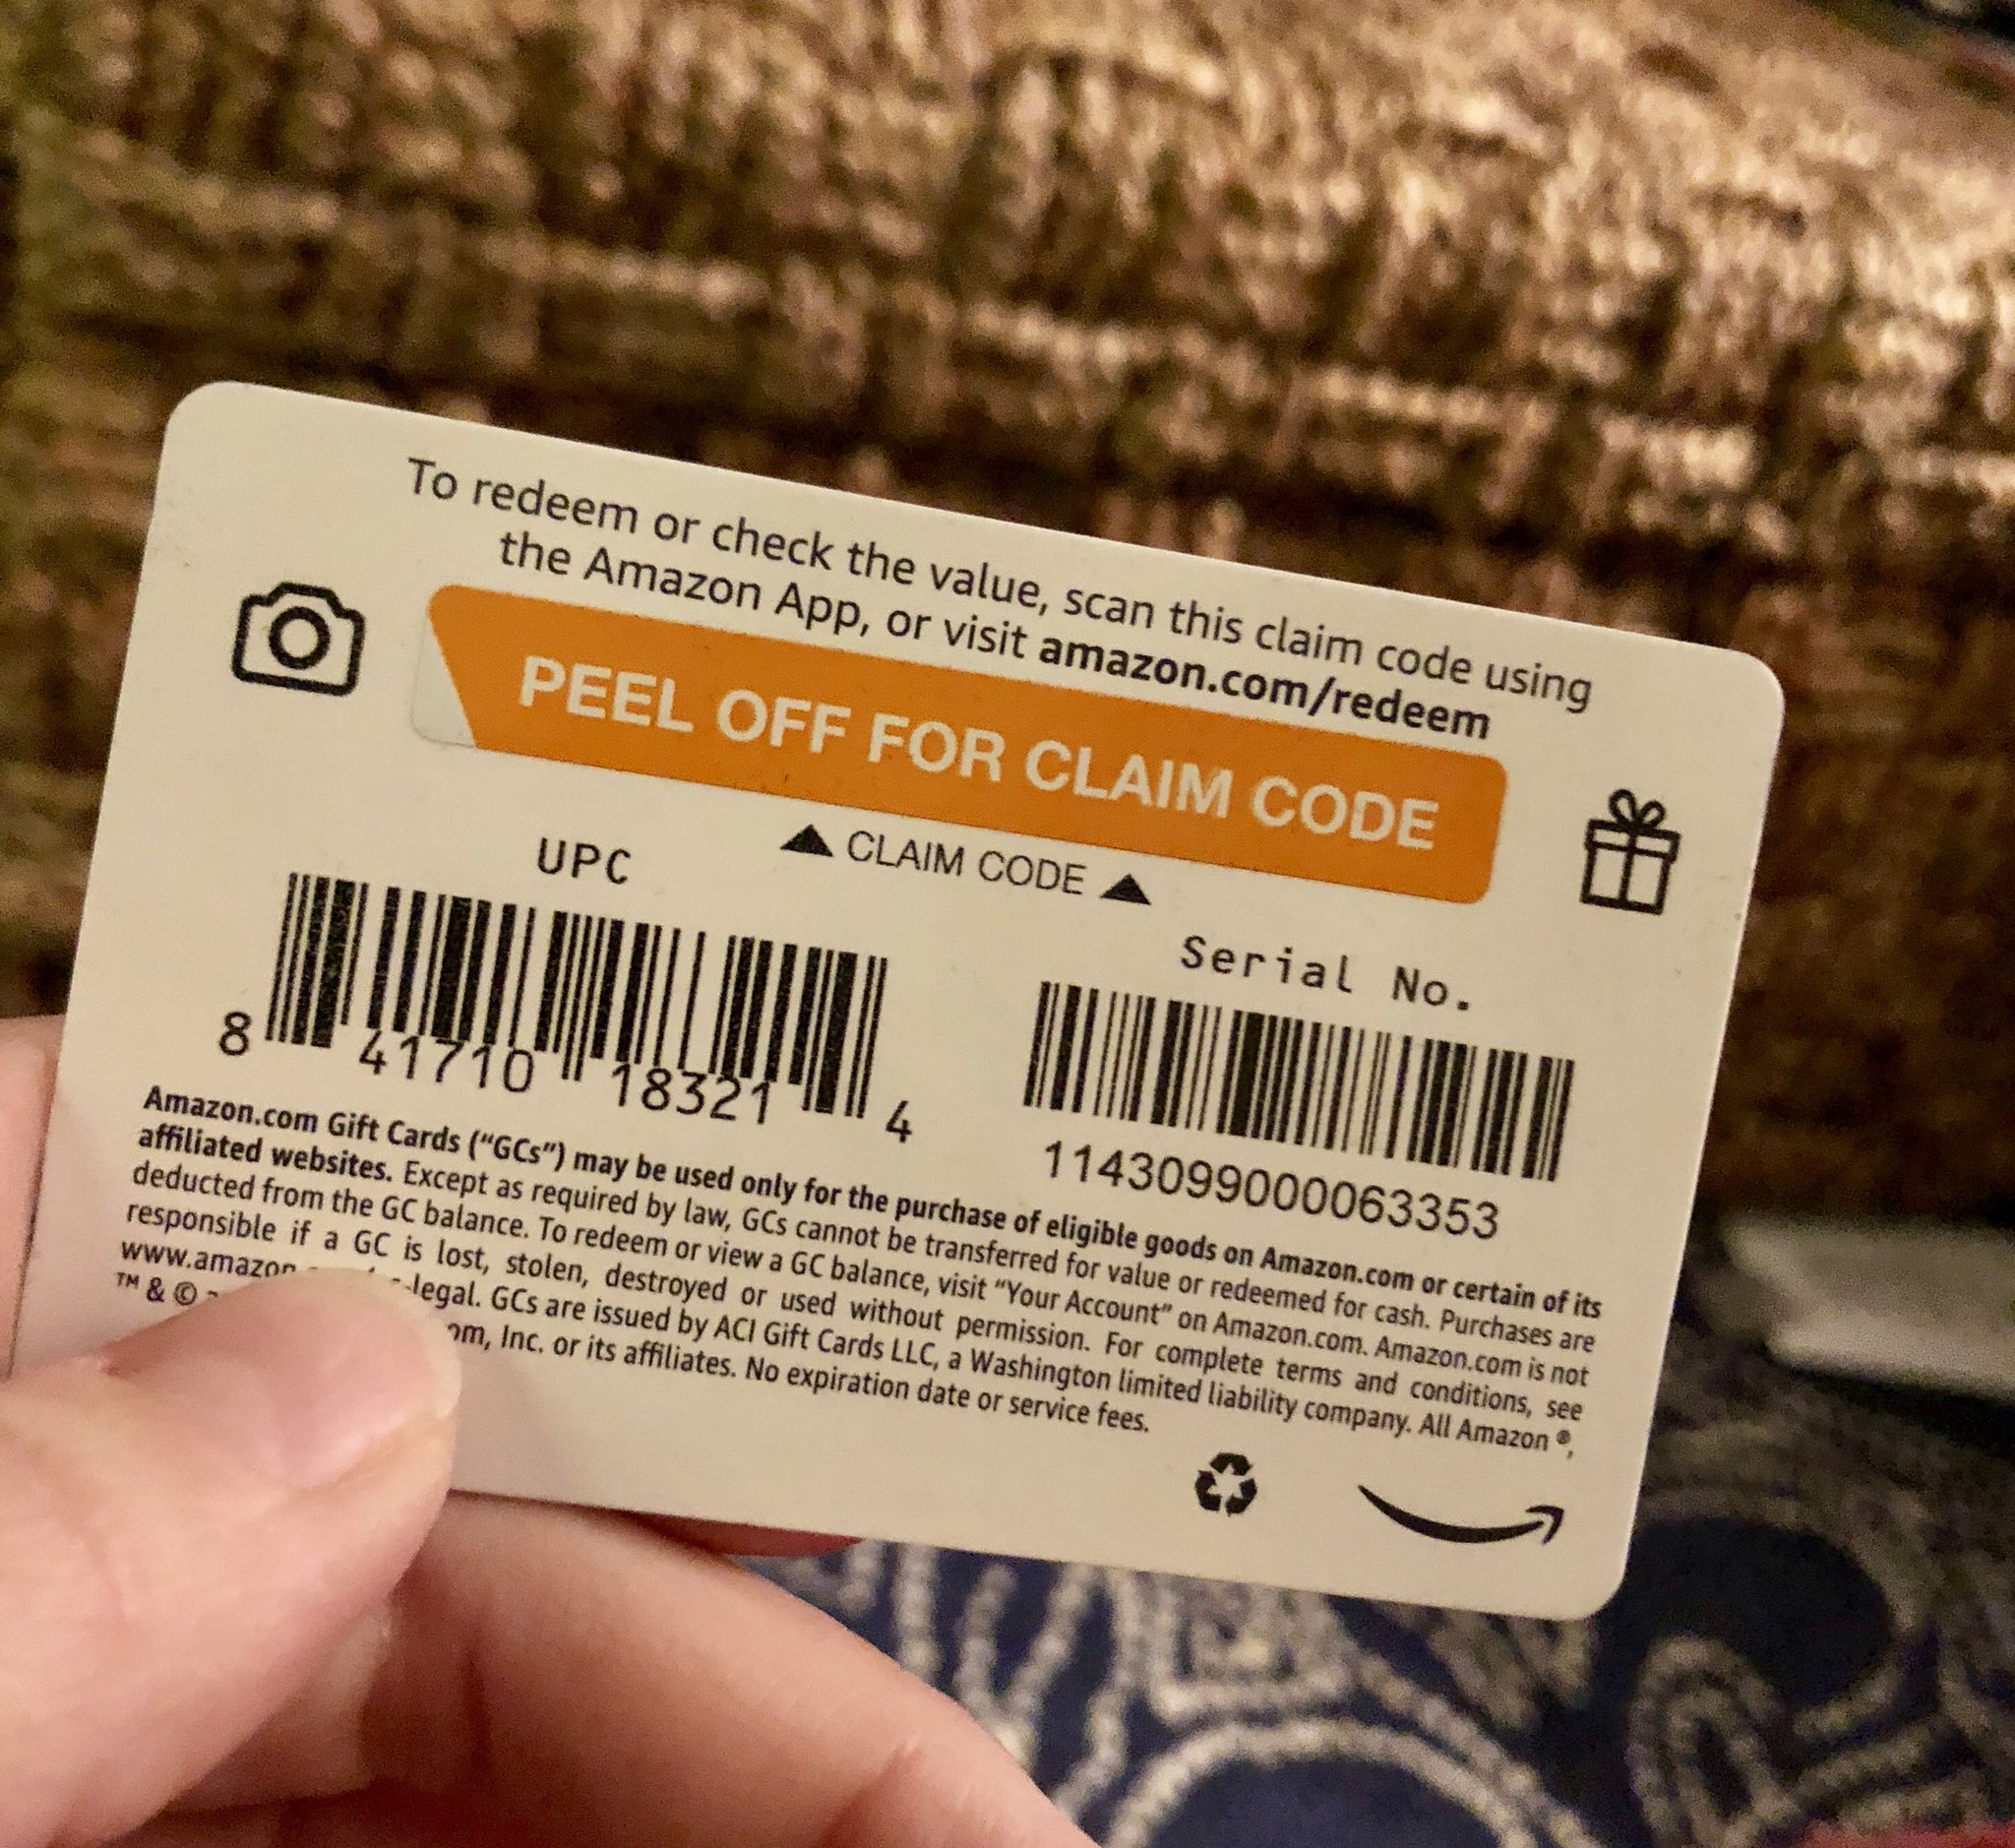 To redeem or check the value, scan this claim code using
the Amazon App, or visit amazon.com/redeem
PEEL OFF FOR CLAIM CODE
▲ CLAIM CODE ▲
UPC
8 41710 18321 4
Serial No.
1143099000063353
Amazon.com Gift Cards (“GCs”) may be used only for the purchase of eligible goods on Amazon.com or certain of its
affiliated websites. Except as required by law, GCs cannot be transferred for value or redeemed for cash. Purchases are
deducted from the GC balance. To redeem or view a GC balance, visit “Your Account” on Amazon.com. Amazon.com is not
responsible if a GC is lost, stolen, destroyed or used without permission. For complete terms and conditions, see
www.amazon -legal. GCs are issued by ACI Gift Cards LLC, a Washington limited liability company. All Amazon ®,
™ & © om, Inc. or its affiliates. No expiration date or service fees.